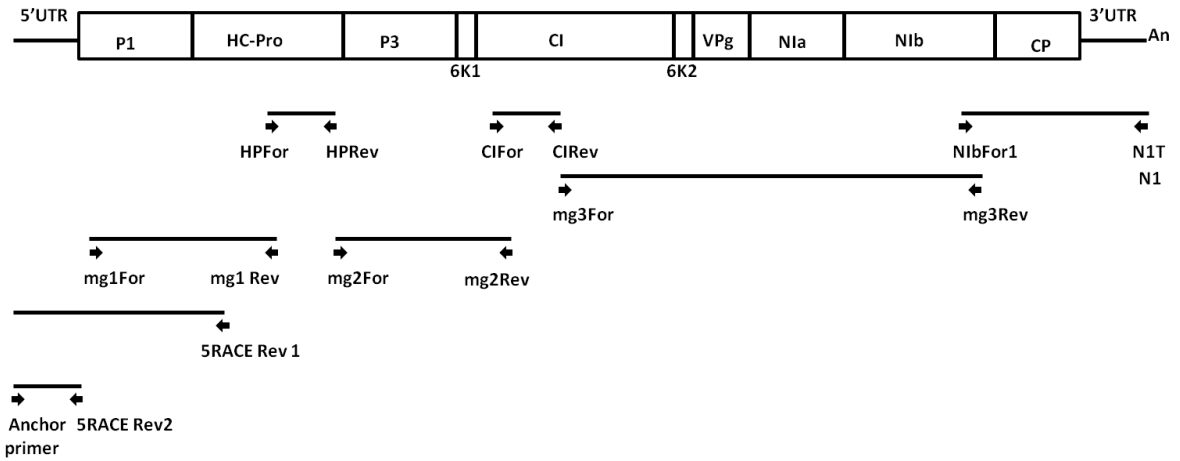 5'UTR
3'UTR
P1
HC-Pro
P3
CI
VPg
NIa
NIb
CP
An
6K1
6K2
HPFor
HPRev
CIFor
CIRev
NIbFor1
N1T
N1
mg3For
mg3Rev
mg1For
mg1 Rev
mg2For
mg2Rev
5RACE Rev 1
Anchor
primer
5RACE Rev2